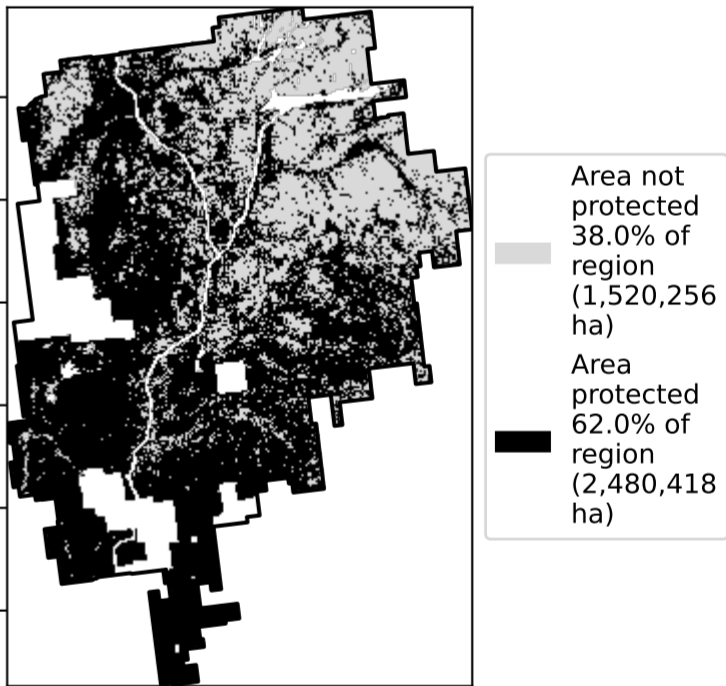 Area not
protected
38.0% of
region
(1,520,256
ha)
Area
protected
62.0% of
region
(2,480,418
ha)